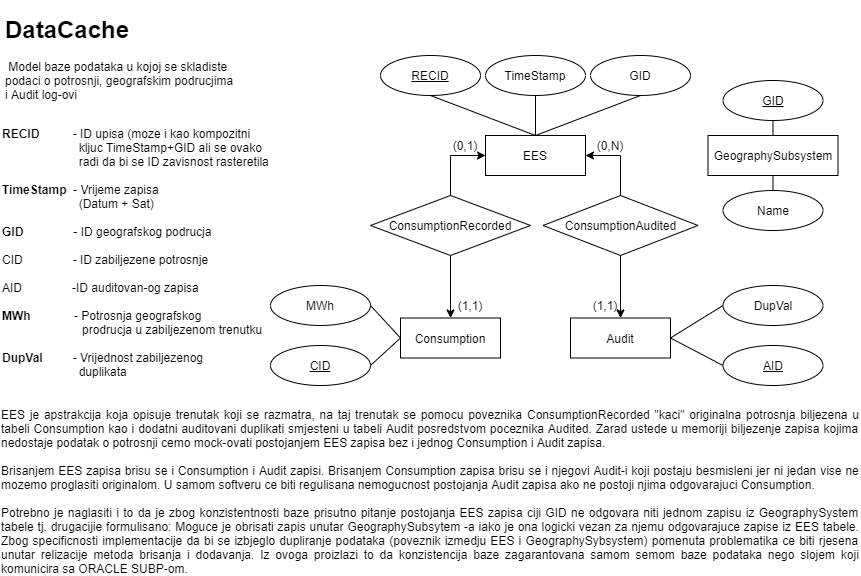 DataCache
Model baze podataka u kojoj se skladiste
podaci o potrosnji, geografskim podrucjima
i Audit log-ovi
RECID - ID upisa (moze i kao kompozitni
kljuc TimeStamp+GID ali se ovako
radi da bi se ID zavisnost rasteretila
TimeStamp - Vrijeme zapisa
(Datum + Sat)
GID - ID geografskog podrucja
CID - ID zabiljezene potrosnje
AID -ID auditovan-og zapisa
MWh - Potrosnja geografskog
prodrucja u zabiljezenom trenutku
DupVal - Vrijednost zabiljezenog
duplikata
RECID
TimeStamp
GID
EES
(0,1)
(0,N)
ConsumptionRecorded
ConsumptionAudited
(1,1)
(1,1)
MWh
CID
Consumption
Audit
DupVal
AID
GID
GeographySubsystem
Name
EES je apstrakcija koja opisuje trenutak koji se razmatra, na taj trenutak se pomocu poveznika ConsumptionRecorded "kaci" originalna potrosnja biljezena u
tabeli Consumption kao i dodatni auditovani duplikati smjesteni u tabeli Audit posredstvom poceznika Audited. Zarad ustede u memoriji biljezenje zapisa kojima
nedostaje podatak o potrosnji cemo mock-ovati postojanjem EES zapisa bez i jednog Consumption i Audit zapisa.
Brisanjem EES zapisa brisu se i Consumption i Audit zapisi. Brisanjem Consumption zapisa brisu se i njegovi Audit-i koji postaju besmisleni jer ni jedan vise ne
mozemo proglasiti originalom. U samom softveru ce biti regulisana nemogucnost postojanja Audit zapisa ako ne postoji njima odgovarajuci Consumption.
Potrebno je naglasiti i to da je zbog konzistentnosti baze prisutno pitanje postojanja EES zapisa ciji GID ne odgovara niti jednom zapisu iz GeographySystem
tabele tj. drugacijie formulisano: Moguce je obrisati zapis unutar GeographySubsytem -a iako je ona logicki vezan za njemu odgovarajuce zapise iz EES tabele.
Zbog specificnosti implementacije da bi se izbjeglo dupliranje podataka (poveznik izmedju EES i GeographySybsystem) pomenuta problematika ce biti rjesena
unutar relizacije metoda brisanja i dodavanja. Iz ovoga proizlazi to da konzistencija baze zagarantovana samom semom baze podataka nego slojem koji
komunicira sa ORACLE SUBP-om.